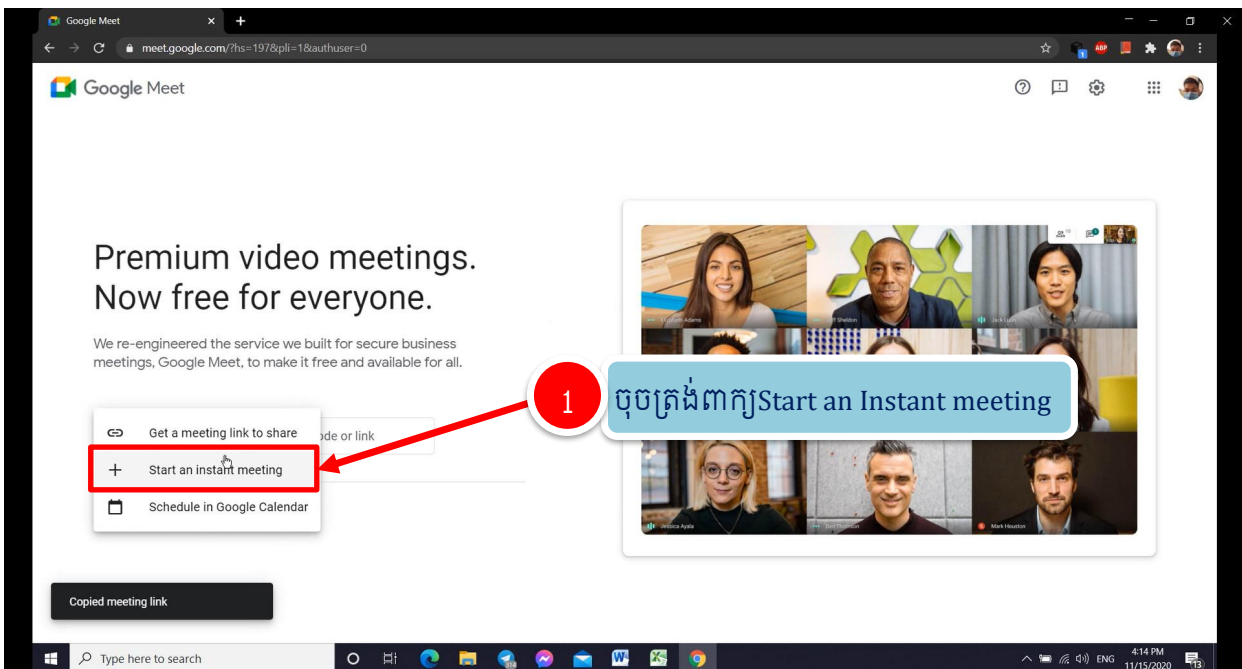 Google Meet
meet.google.com/?hs=197&pli=1&authuser=0
ABP
1
Google Meet
Premium video meetings.
Now free for everyone.
We re-engineered the service we built for secure business
meetings, Google Meet, to make it free and available for all.
1 ចុចត្រង់ពាក្យStart an Instant meeting
Get a meeting link to share
ode or link
Start an instant meeting
Schedule in Google Calendar
Jessica Ayala
Mark Houston
Copied meeting link
Type here to search
ENG
4:14 PM
11/15/2020
13